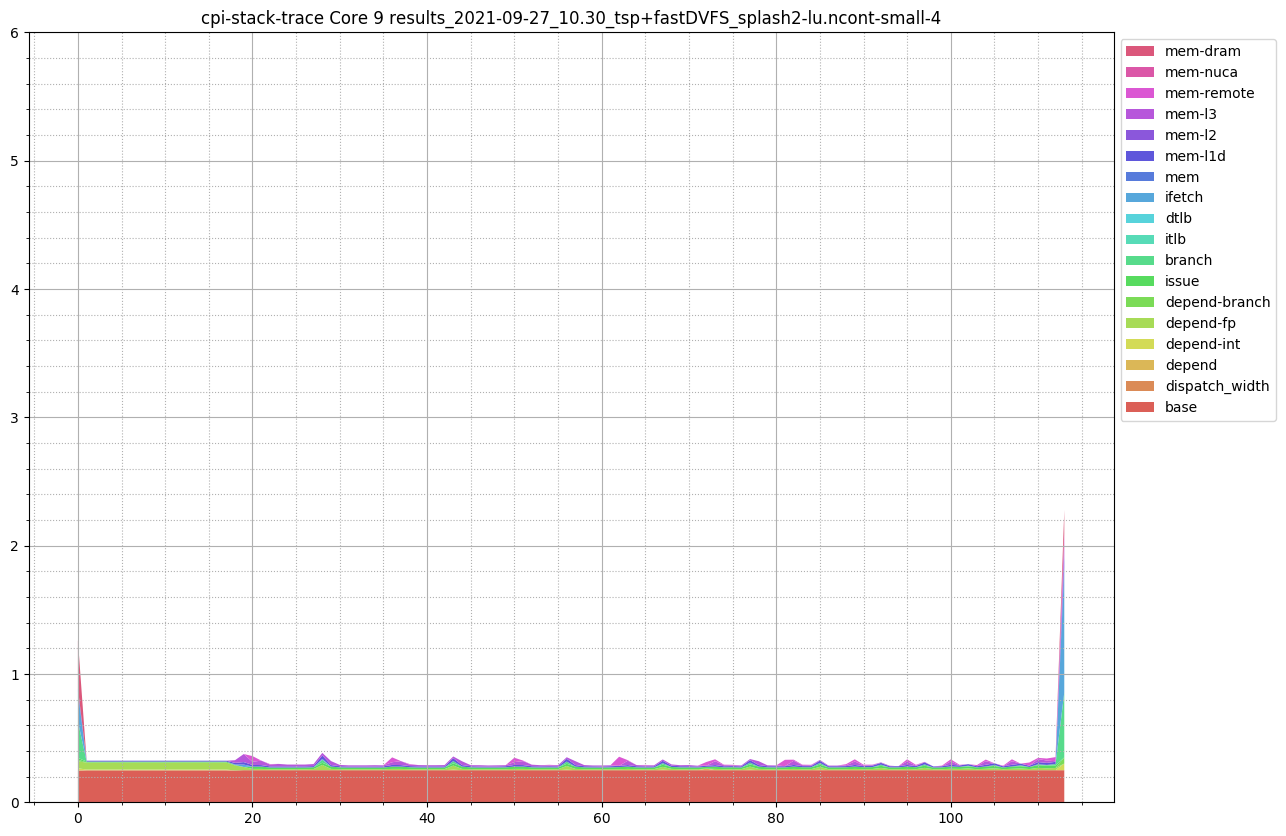 cpi-stack-trace Core 9 results_2021-09-27_10.30_tsp+fastDVFS_splash2-lu.ncont-small-4
6
5
4
3
2
1
0
0 20 40 60 80 100
mem-dram
mem-nuca
mem-remote
mem-l3
mem-l2
mem-l1d
mem
ifetch
dtlb
itlb
branch
issue
depend-branch
depend-fp
depend-int
depend
dispatch_width
base